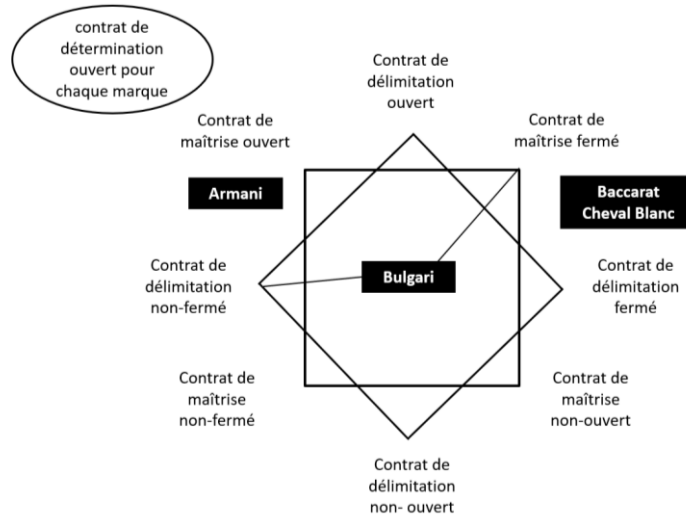 contrat de
détermination
ouvert pour
chaque marque
Contrat de
délimitation
ouvert
Contrat de
maîtrise ouvert
Contrat de
maîtrise fermé
Armani
Baccarat
Cheval Blanc
Contrat de
délimitation
non-fermé
Bulgari
Contrat de
délimitation
fermé
Contrat de
maîtrise
non-fermé
Contrat de
maîtrise
non-ouvert
Contrat de
délimitation
non- ouvert